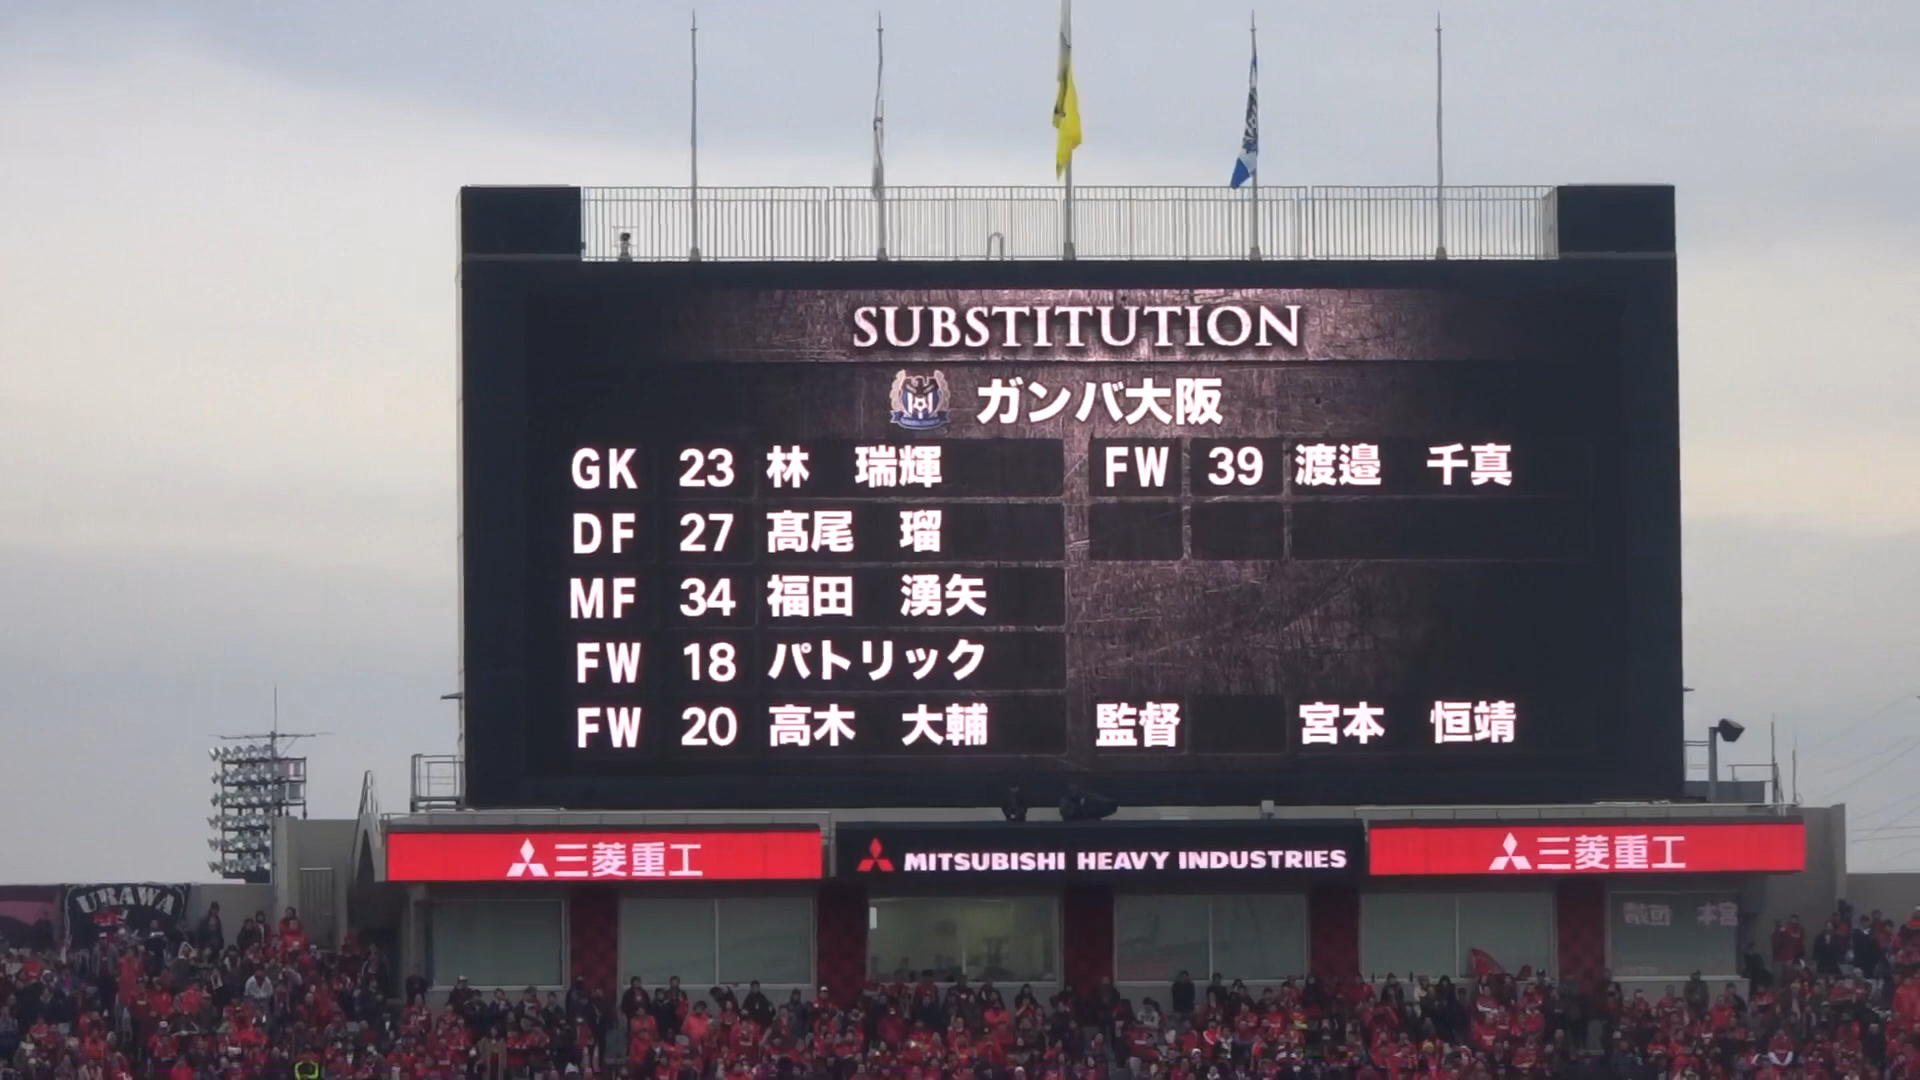 SUBSTITUTION
ガンバ大阪
GK 23 林 瑞輝
FW 39 渡邉 千真
DF 27 髙尾 瑠
MF 34 福田 湧矢
FW 18 パトリック
FW 20 高木 大輔
監督 宮本 恒靖
三菱重工
MITSUBISHI HEAVY INDUSTRIES
三菱重工
URAWA